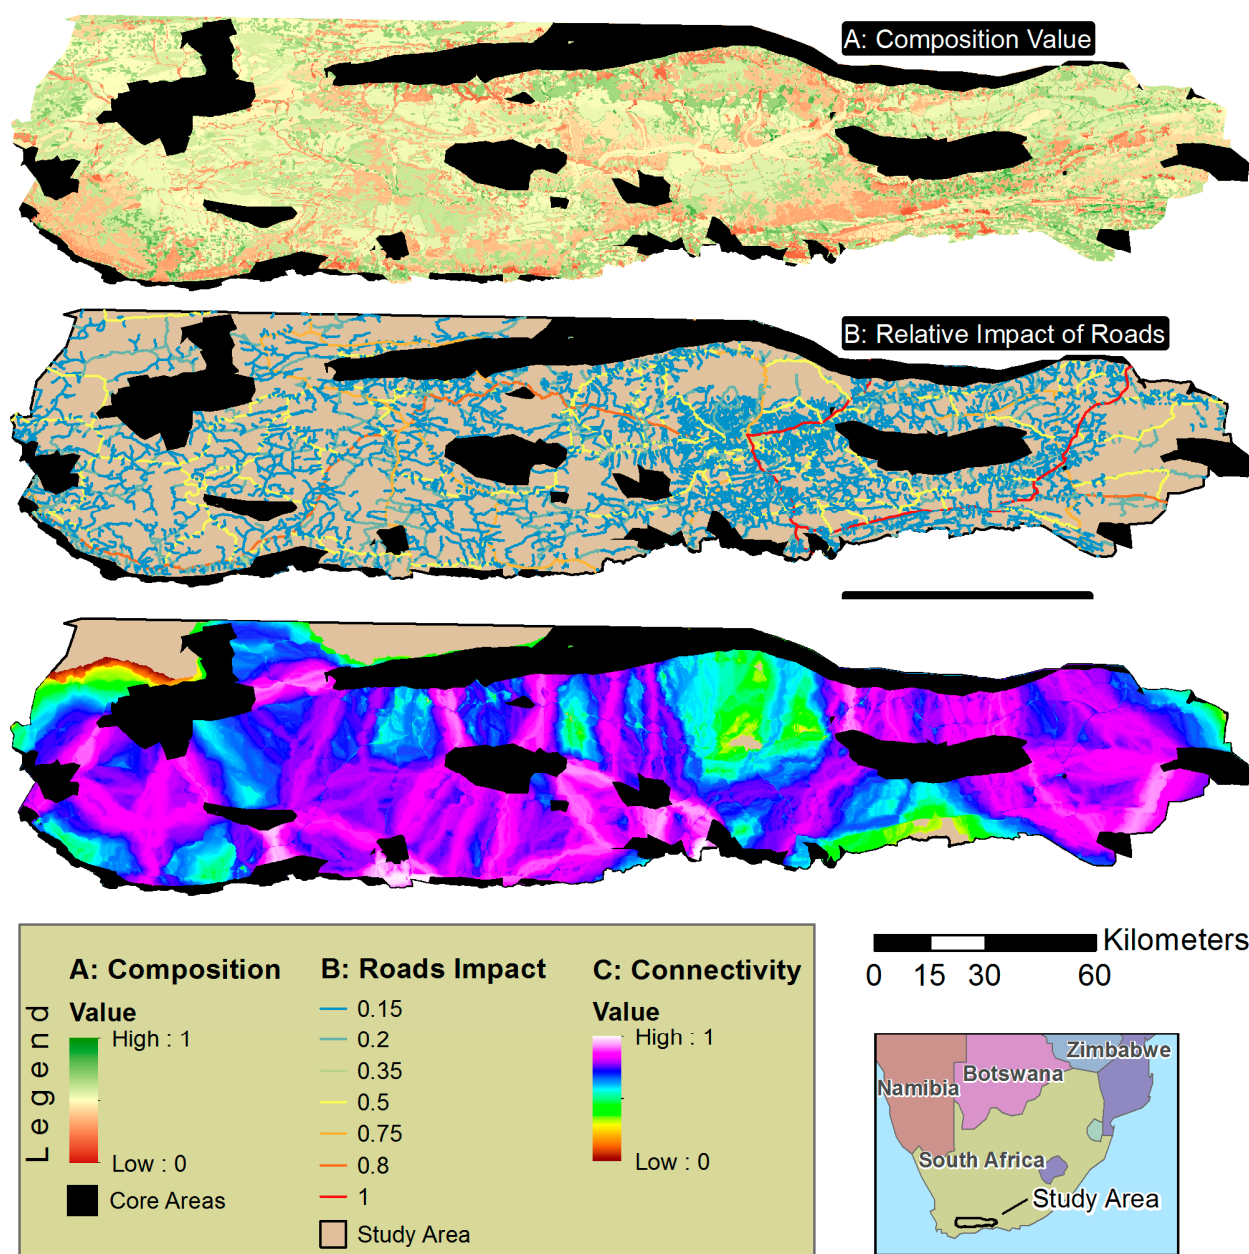 A: Composition Value
B: Relative Impact of Roads
Legend
A: Composition
Value
High : 1
Low : 0
Core Areas
B: Roads Impact
0.15
0.2
0.35
0.5
0.75
0.8
1
Study Area
C: Connectivity
Value
High : 1
Low : 0
Kilometers
0 15 30 60
Zimbabwe
Botswana
Namibia
South Africa
Study Area